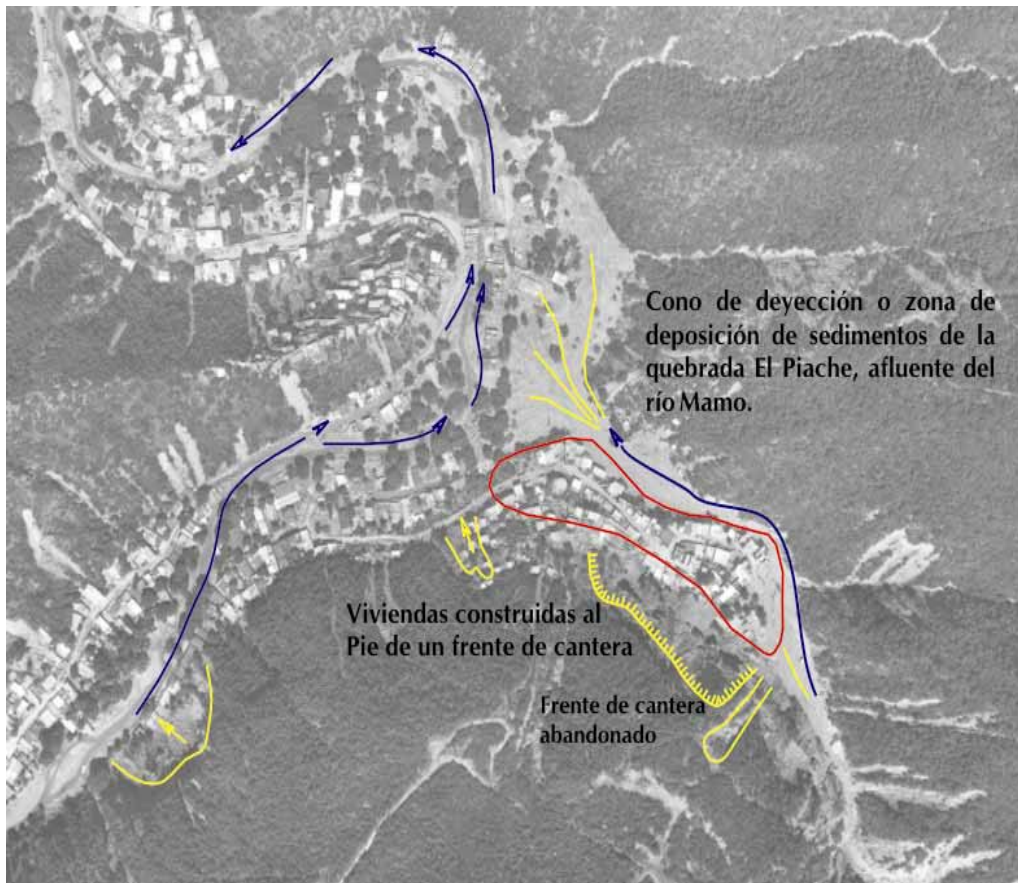 Cono de deyección o zona de
deposición de sedimentos de la
quebrada El Piache, afluente del
río Mamo.
Viviendas construidas al
Pie de un frente de cantera
Frente de cantera
abandonado